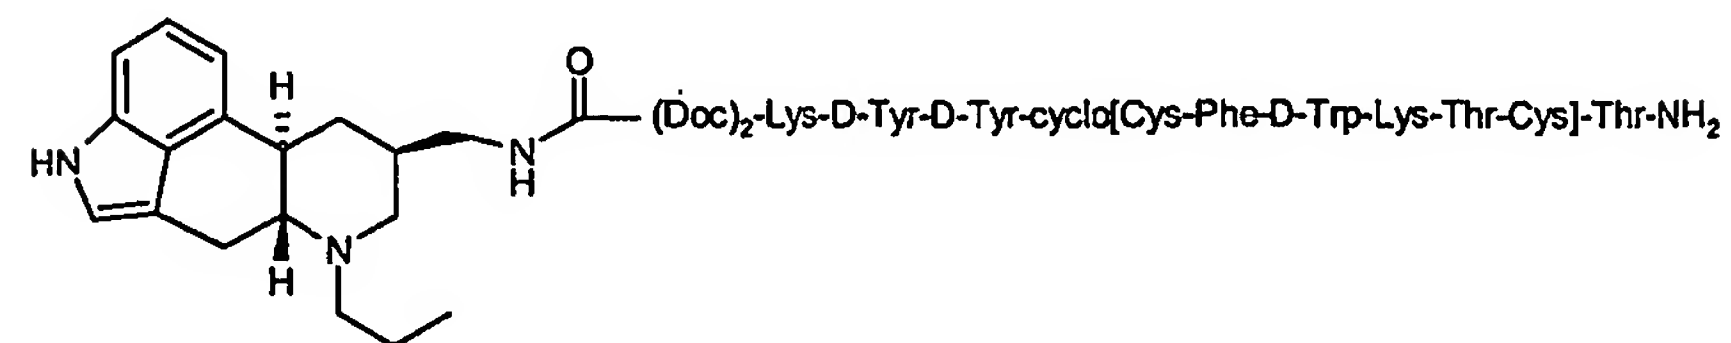 O
H
(Doc)2-Lys-D-Tyr-D-Tyr-cyclo[Cys-Phe-D-Trp-Lys-Thr-Cys]-Thr-NH2
HN
N
H
N
H